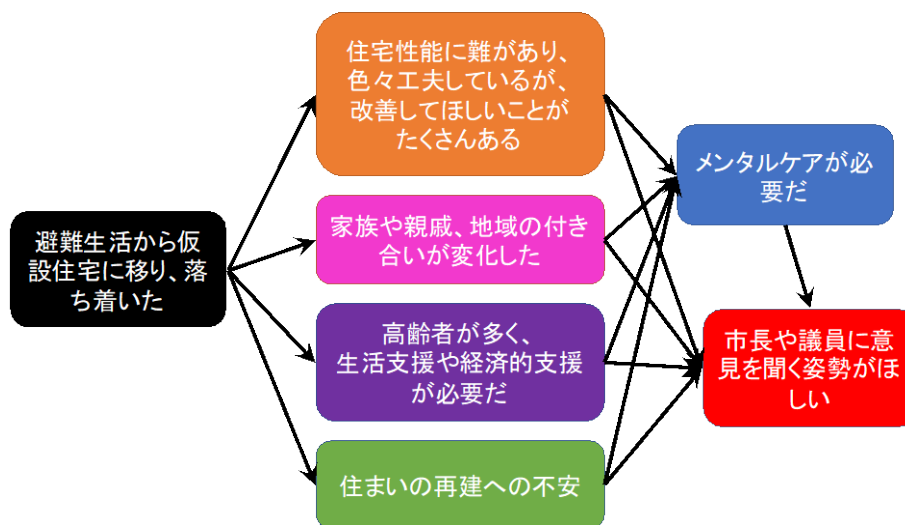 避難生活から仮
設住宅に移り、落
ち着いた
住宅性能に難があり、
色々工夫しているが、
改善してほしいことが
たくさんある
家族や親戚、地域の付き
合いが変化した
高齢者が多く、
生活支援や経済的支援
が必要だ
住まいの再建への不安
メンタルケアが必
要だ
市長や議員に意
見を聞く姿勢がほ
しい